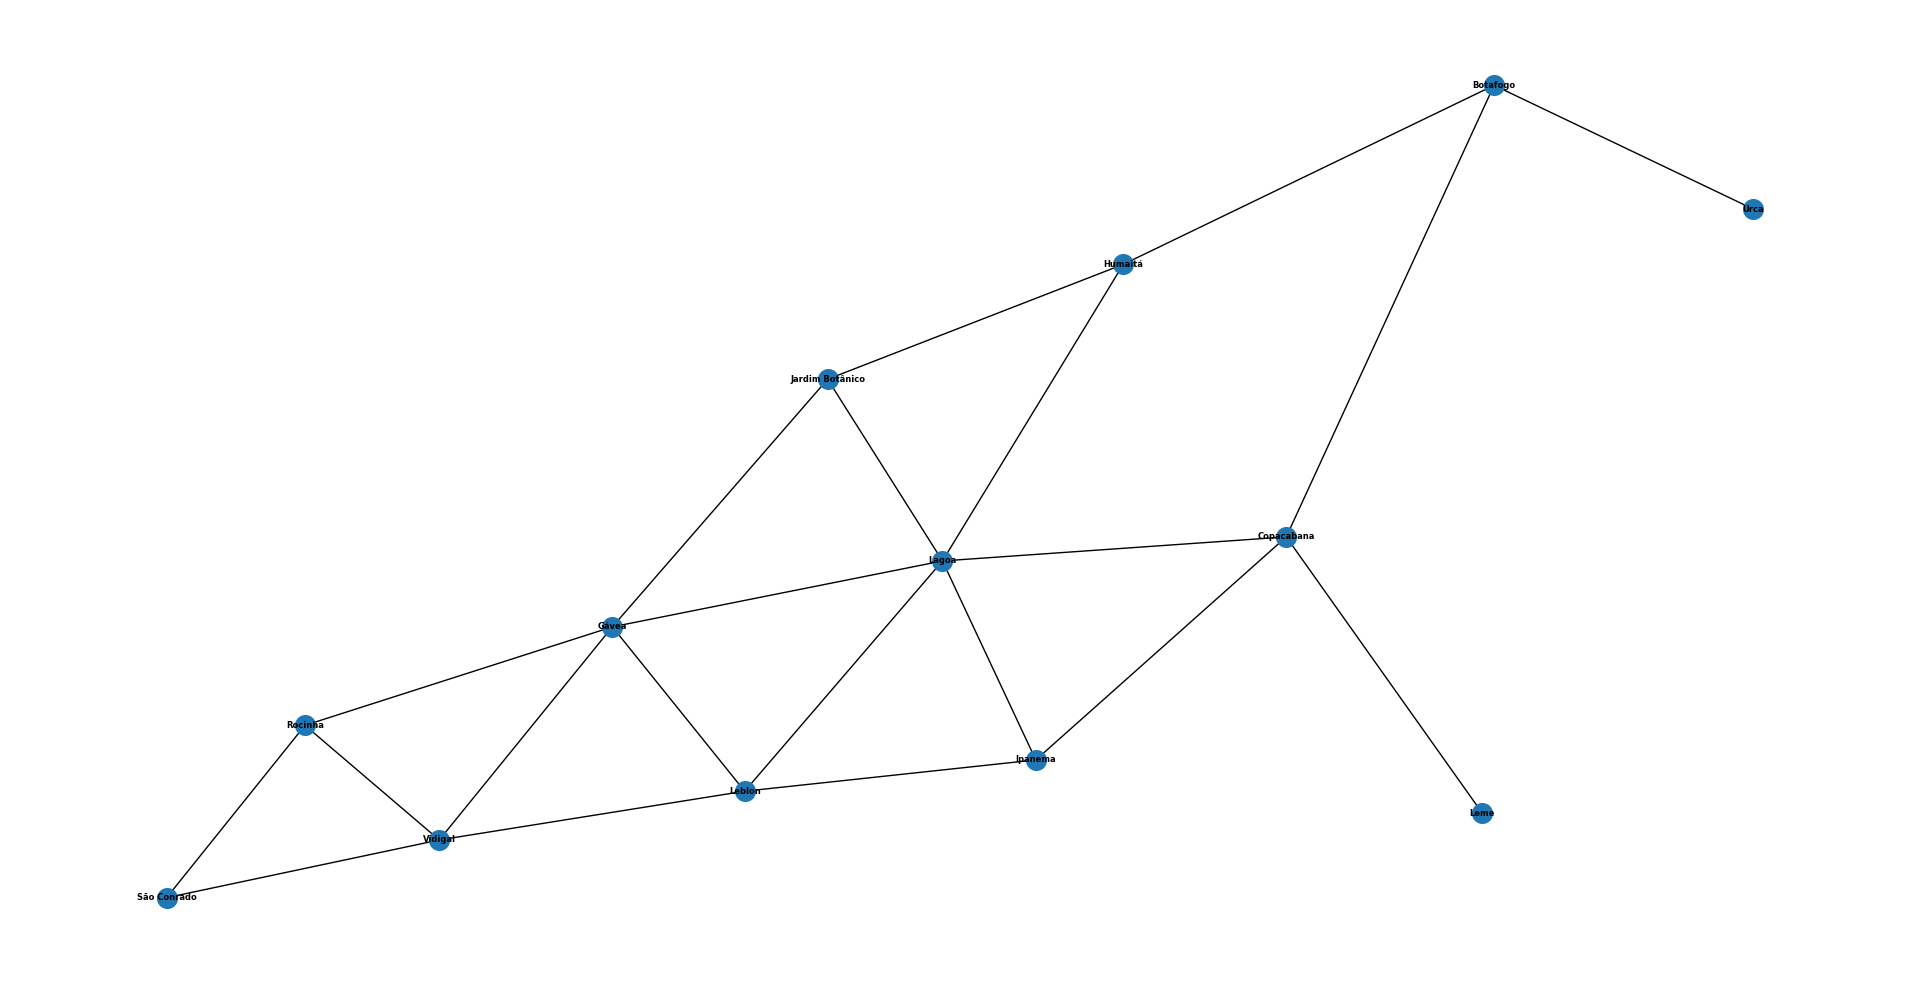 Botafogo
Urca
Humaitá
Jardim Botânico
Copacabana
Lagoa
Gávea
Rocinha
Ipanema
Leblon
Leme
Vidigal
São Conrado